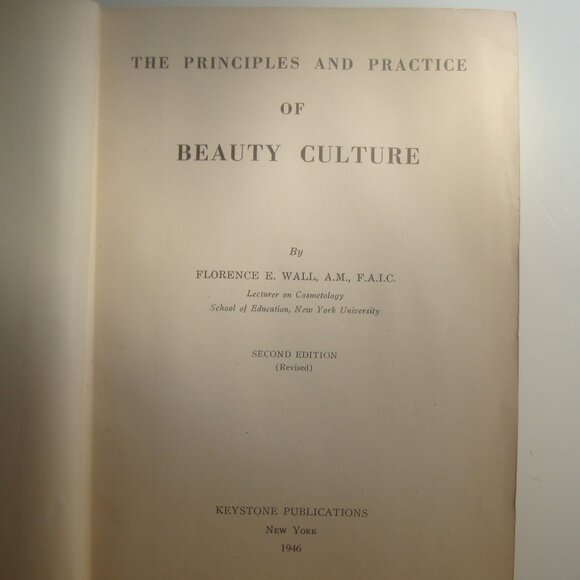 THE PRINCIPLES AND PRACTICE
OF
BEAUTY CULTURE
By
FLORENCE E. WALL, A.M., F.A.I.C.
Lecturer on Cosmetology
School of Education, New York University
SECOND EDITION
(Revised)
KEYSTONE PUBLICATIONS
NEW YORK
1946